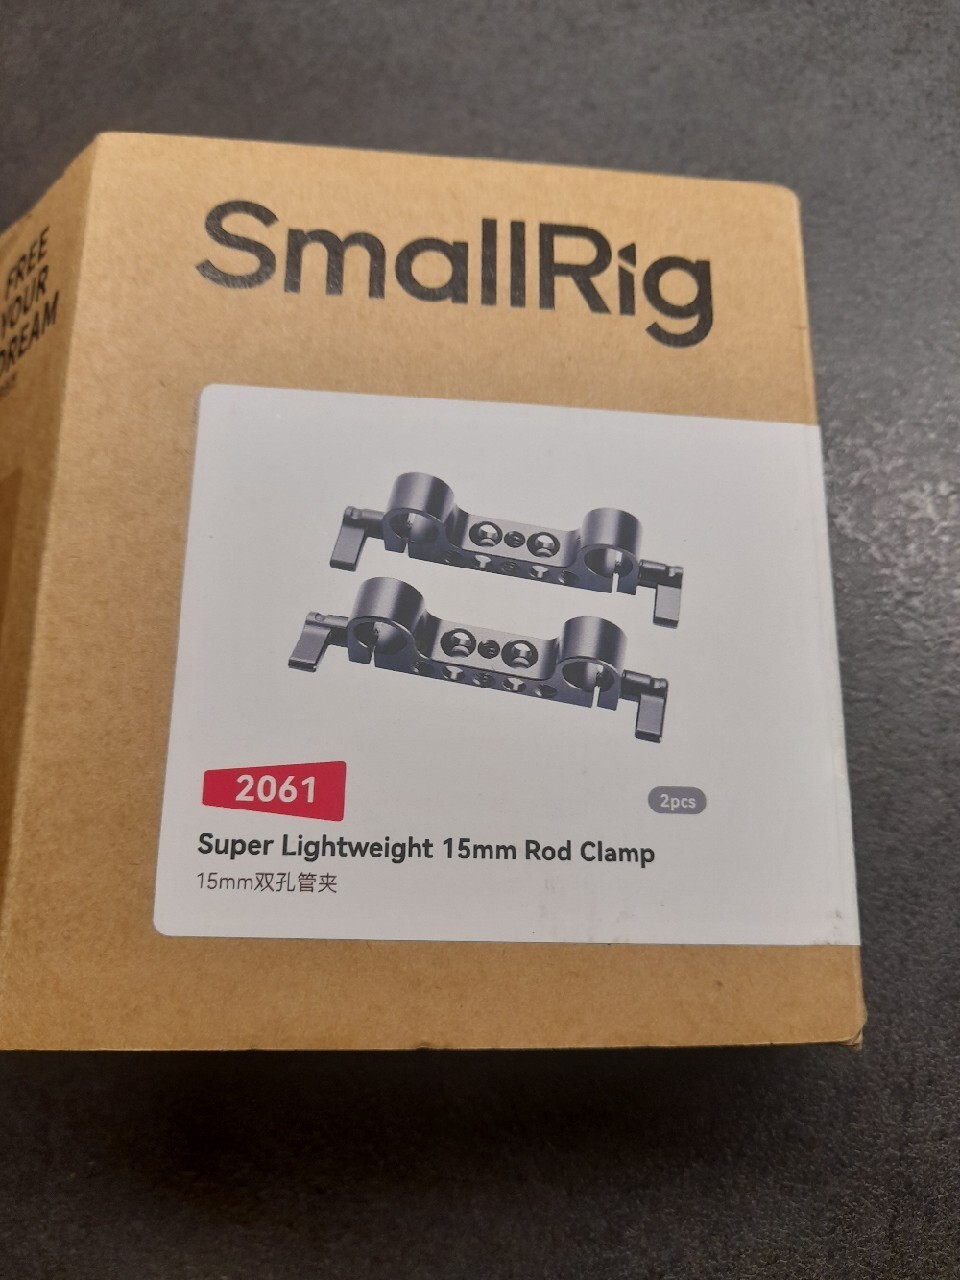 SmallRig
FREE
YOUR
DREAM
2061
2pcs
Super Lightweight 15mm Rod Clamp
15mm双孔管夹